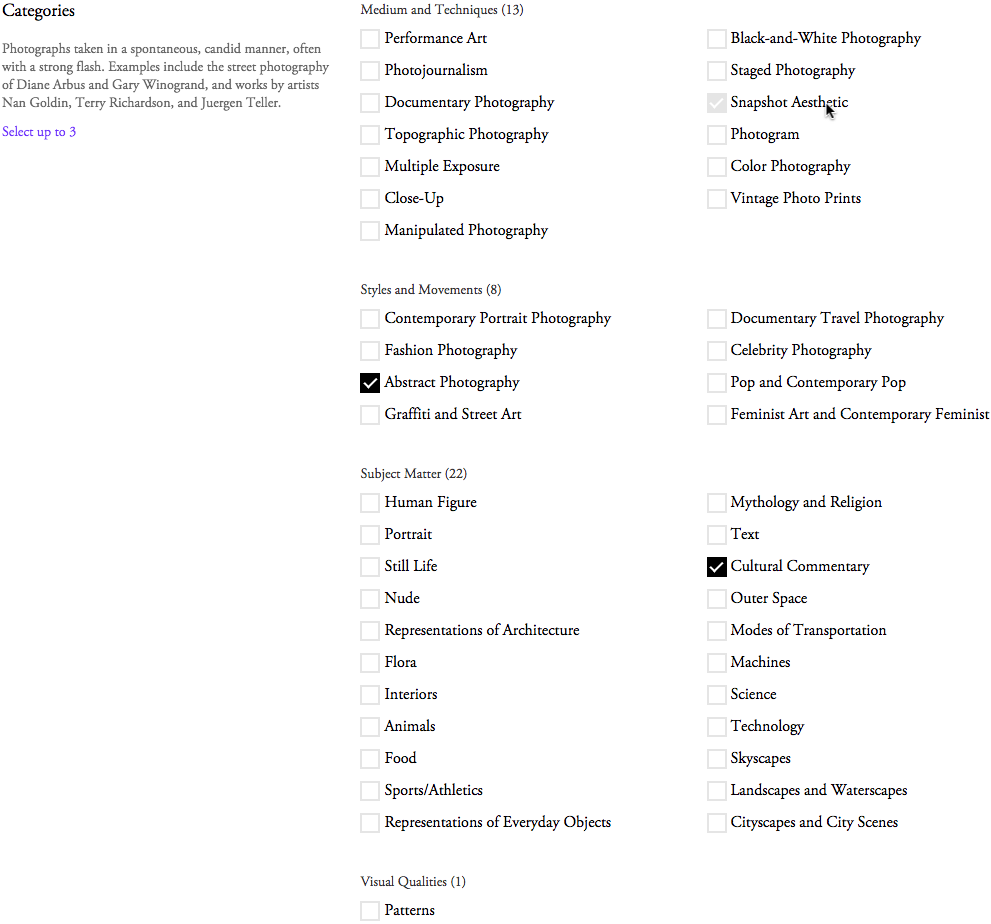 Categories
Photographs taken in a spontaneous, candid manner, often
with a strong flash. Examples include the street photography
of Diane Arbus and Gary Winogrand, and works by artists
Nan Goldin, Terry Richardson, and Juergen Teller.
Select up to 3
Medium and Techniques (13)
Performance Art
Black-and-White Photography
Photojournalism
Staged Photography
Documentary Photography
Snapshot Aesthetic
Topographic Photography
Photogram
Multiple Exposure
Color Photography
Close-Up
Vintage Photo Prints
Manipulated Photography
Styles and Movements (8)
Contemporary Portrait Photography
Documentary Travel Photography
Fashion Photography
Celebrity Photography
Abstract Photography
Pop and Contemporary Pop
Graffiti and Street Art
Feminist Art and Contemporary Feminist
Subject Matter (22)
Human Figure
Mythology and Religion
Portrait
Text
Still Life
Cultural Commentary
Nude
Outer Space
Representations of Architecture
Modes of Transportation
Flora
Machines
Interiors
Science
Animals
Technology
Food
Skyscapes
Sports/Athletics
Landscapes and Waterscapes
Representations of Everyday Objects
Cityscapes and City Scenes
Visual Qualities (1)
Patterns